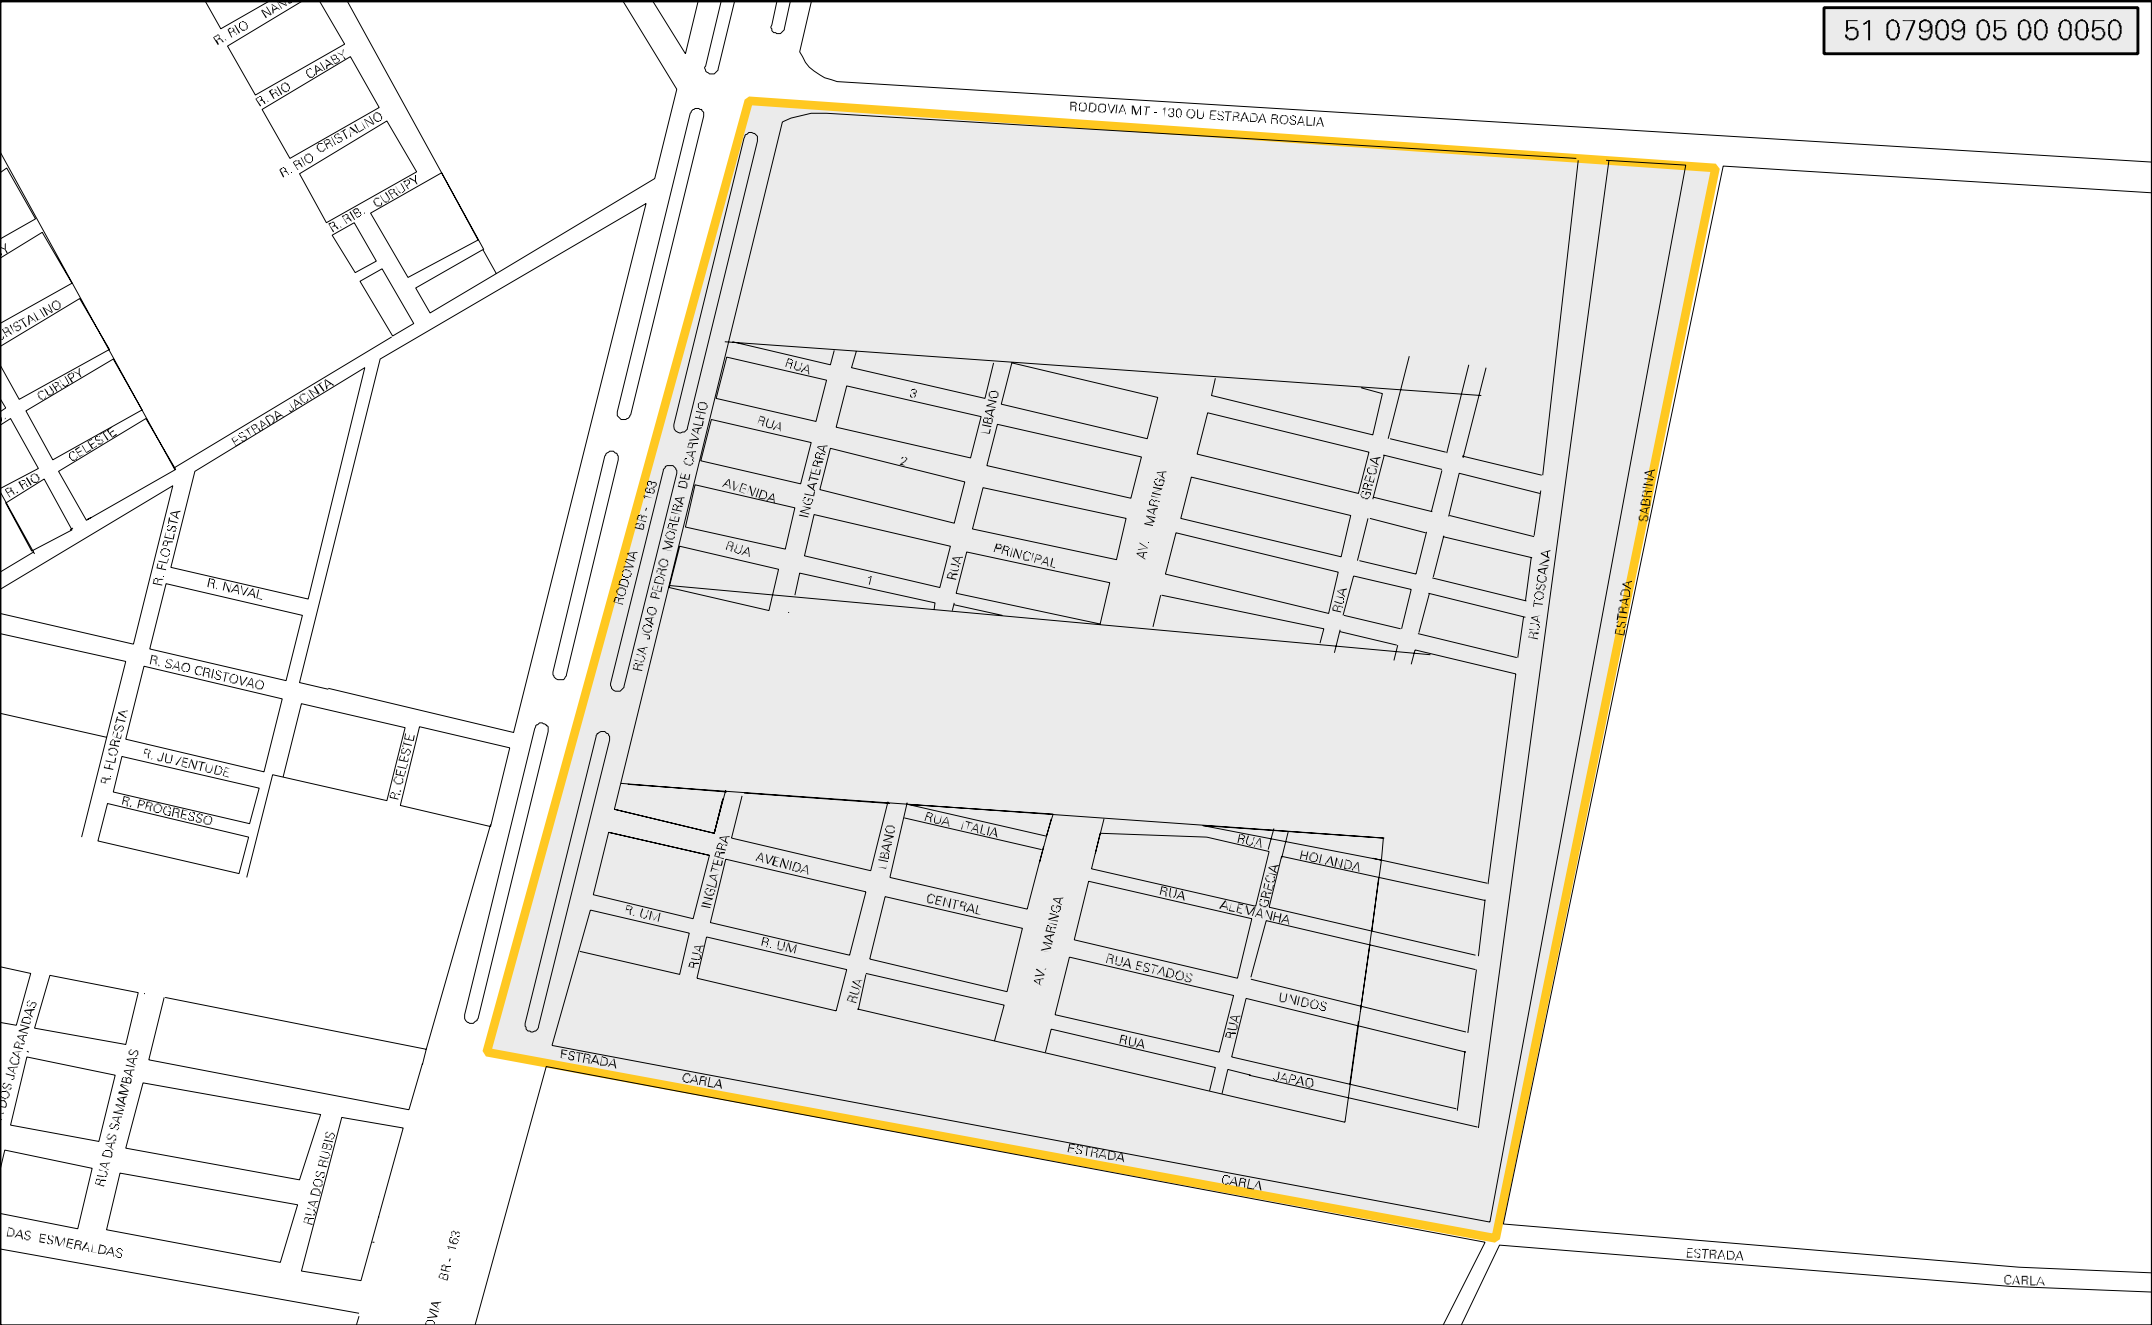 51 07909 05 00 0050
R. RIO
R. RIO CAIABY
R. RIO CRISTALINO
R. RIB. CURUPY
CURUPY
R. RIO CELESTE
ESTRADA JACINTA
RODOVIA MT - 130 OU ESTRADA ROSALIA
RUA 3
RUA 2
AVENIDA PRINCIPAL
RUA 1
INGLATERRA
RUA LIBANO
AV. MARINGA
RUA GRECIA
RUA TOSCANA
ESTRADA SABRINA
RODOVIA BR - 163
RUA JOAO PEDRO MOREIRA DE CARVALHO
R. FLORESTA
R. NAVAL
R. SAO CRISTOVAO
R. FLORESTA
R. JUVENTUDE
R. PROGRESSO
R. CELESTE
RUA ITALIA
AVENIDA CENTRAL
RUA INGLATERRA
RUA LIBANO
AV. MARINGA
RUA HOLANDA
RUA GRECIA
RUA ALEMANHA
R. UM
R. UM
RUA ESTADOS UNIDOS
RUA JAPAO
ESTRADA CARLA
ESTRADA CARLA
ESTRADA CARLA
DOS JACARANDAS
RUA DAS SAMAMBAIAS
RUA DOS RUBIS
DAS ESMERALDAS
BR - 163